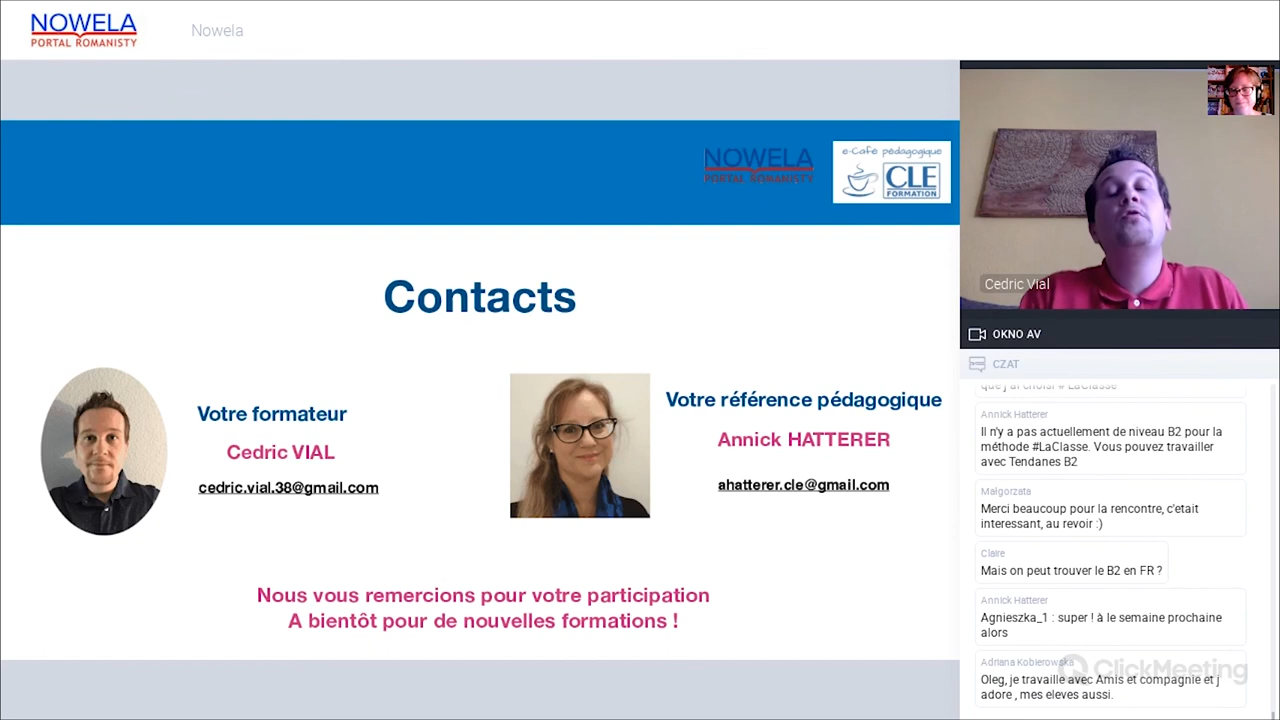 NOWELA
PORTAL ROMANISTY
Nowela
NOWELA
PORTAL ROMANISTY
e-Café pédagogique
CLE
FORMATION
Contacts
Votre formateur
Cedric VIAL
cedric.vial.38@gmail.com
Votre référence pédagogique
Annick HATTERER
ahatterer.cle@gmail.com
Nous vous remercions pour votre participation
A bientôt pour de nouvelles formations !
Cedric Vial
OKNO AV
CZAT
que j'ai choisi # LaClasse
Annick Hatterer
Il n'y a pas actuellement de niveau B2 pour la
méthode #LaClasse. Vous pouvez travailler
avec Tendanes B2
Małgorzata
Merci beaucoup pour la rencontre, c'etait
interessant, au revoir :)
Claire
Mais on peut trouver le B2 en FR ?
Annick Hatterer
Agnieszka_1 : super ! à le semaine prochaine
alors
Adriana Kobierowska
Oleg, je travaille avec Amis et compagnie et j
adore , mes eleves aussi.
ClickMeeting